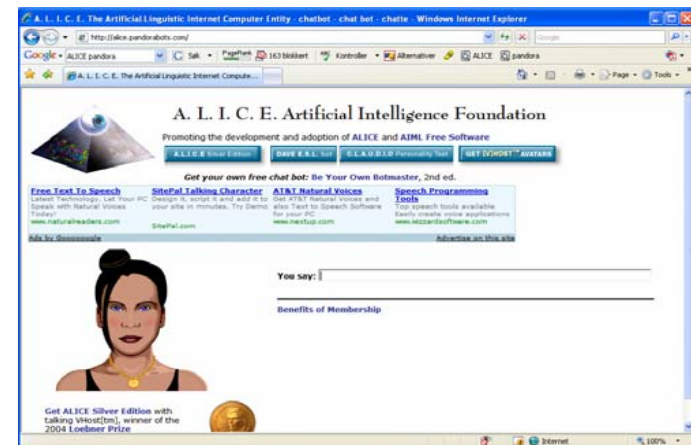 A. L. I. C. E. The Artificial Linguistic Internet Computer Entity - chatbot - chat bot - chatte - Windows Internet Explorer
http://alice.pandorabots.com/
Google
Google ALICE pandora Søk PageRank 163 blokkert Kontroller Alternativer ALICE pandora
A. L. I. C. E. The Artificial Linguistic Internet Compute... Page Tools
A. L. I. C. E. Artificial Intelligence Foundation
Promoting the development and adoption of ALICE and AIML Free Software
A.L.I.C.E Silver Edition DAVE E.S.L. bot C.L.A.U.D.I.O Personality Test GET AVATARS
Get your own free chat bot: Be Your Own Botmaster, 2nd ed.
Free Text To Speech
Latest Technology, Let Your PC
Speak with Natural Voices
Today!
www.naturalreaders.com
SitePal Talking Character
Design it, script it and add it to
your site in minutes. Try Demo
SitePal.com
AT&T Natural Voices
Get AT&T Natural Voices and
also Text to Speech Software
for your PC
www.nextup.com
Speech Programming
Tools
Top speech tools available
Easily create voice applications
www.wizzardsoftware.com
Ads by Goooooogle
Advertise on this site
You say:
Benefits of Membership
Get ALICE Silver Edition with
talking VHost[tm], winner of the
2004 Loebner Prize
Internet 100%